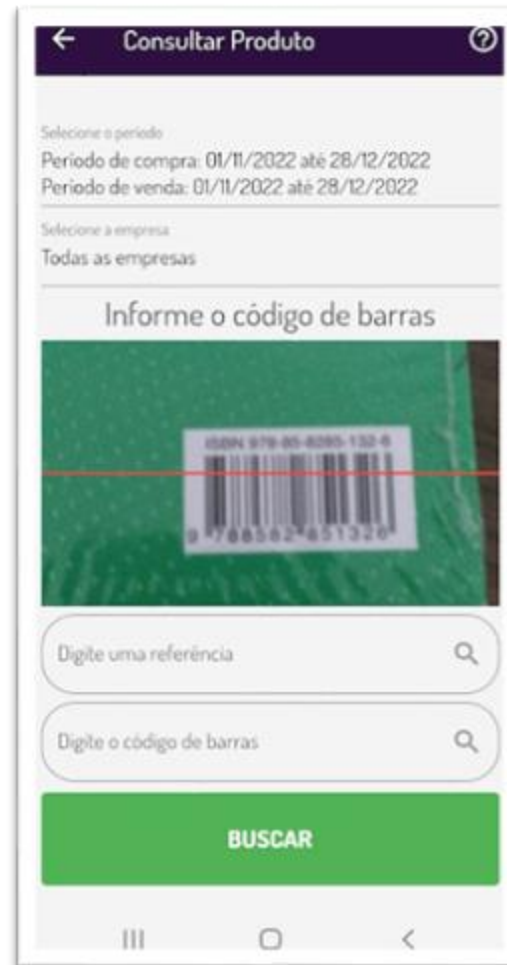 Consultar Produto
Selecione o período
Período de compra: 01/11/2022 até 28/12/2022
Período de venda: 01/11/2022 até 28/12/2022
Selecione a empresa
Todas as empresas
Informe o código de barras
ISBN 978-85-8285-132-6
9 788582 851326
Digite uma referência
Digite o código de barras
BUSCAR